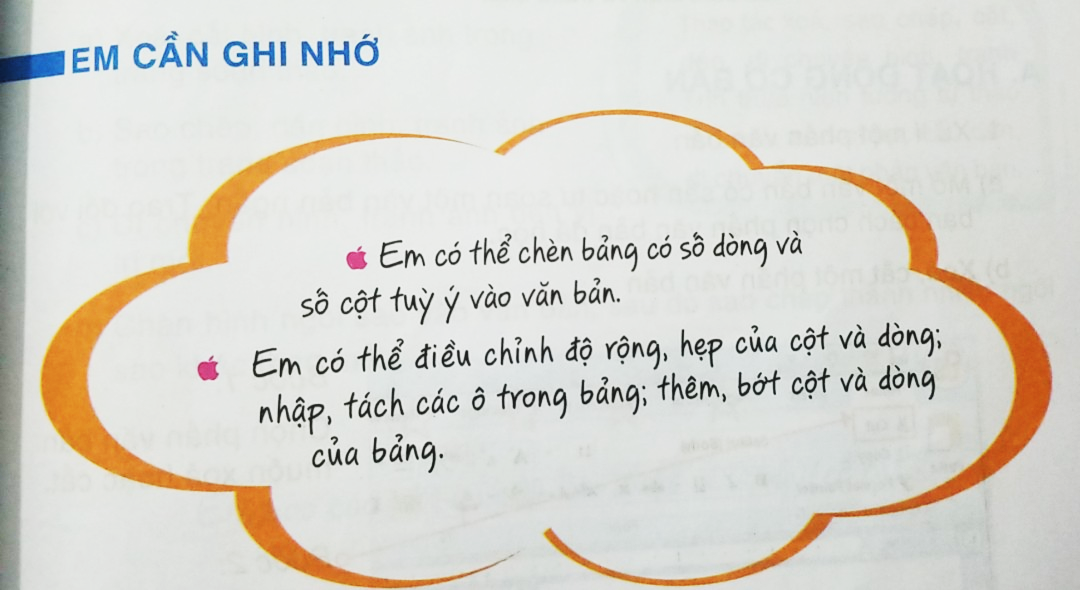 EM CẦN GHI NHỚ
Em có thể chèn bảng có số dòng và
số cột tuỳ ý vào văn bản.
Em có thể điều chỉnh độ rộng, hẹp của cột và dòng;
nhập, tách các ô trong bảng; thêm, bớt cột và dòng
của bảng.